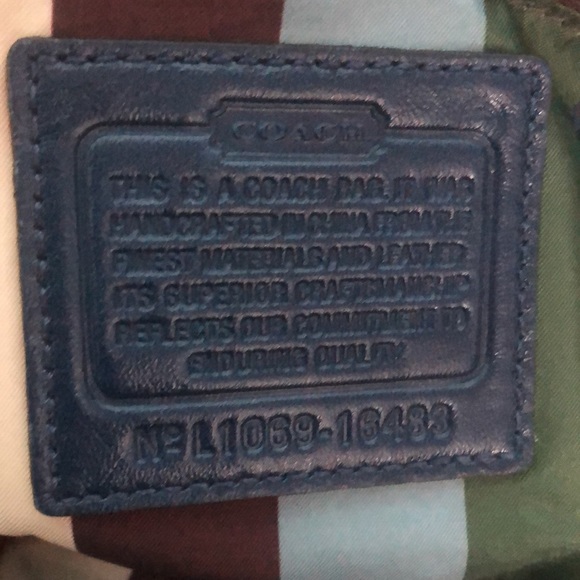 COACH
THIS IS A COACH BAG. IT WAS
HANDCRAFTED IN CHINA FROM THE
FINEST MATERIALS AND LEATHER.
ITS SUPERIOR CRAFTSMANSHIP
REFLECTS OUR COMMITMENT TO
ENDURING QUALITY.
Nº L1069-16483